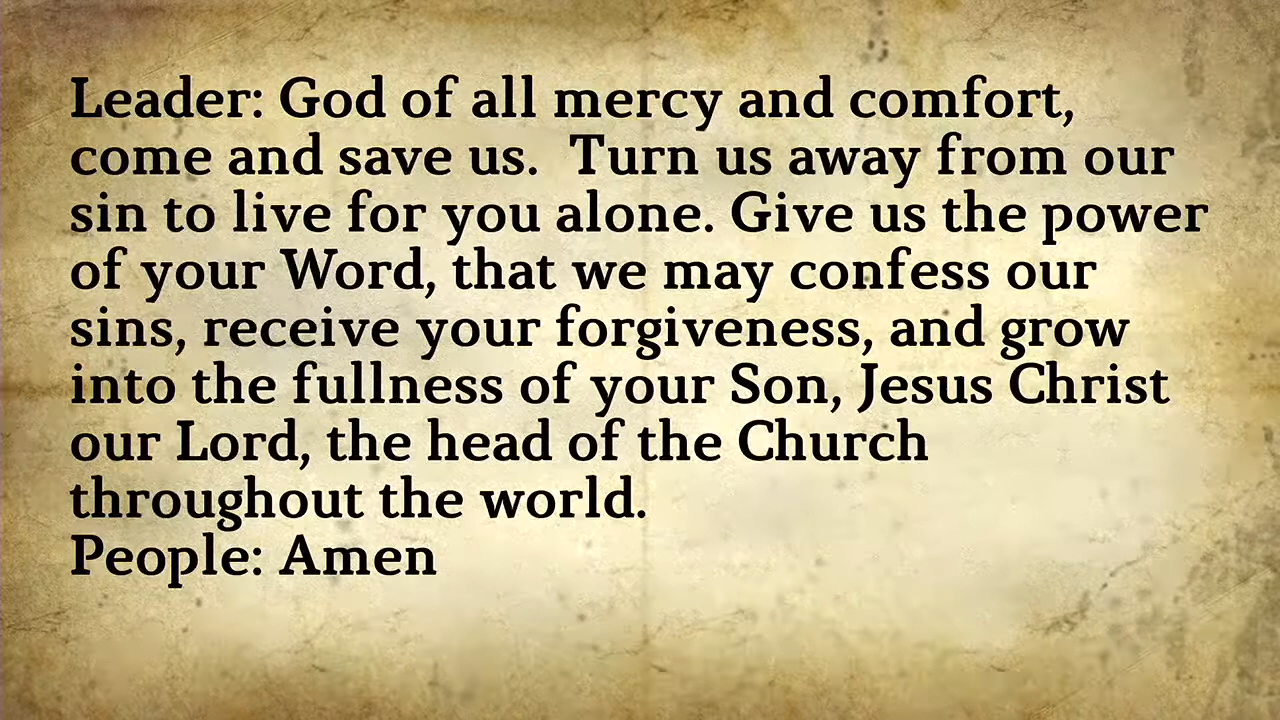 Leader: God of all mercy and comfort,
come and save us.  Turn us away from our
sin to live for you alone. Give us the power
of your Word, that we may confess our
sins, receive your forgiveness, and grow
into the fullness of your Son, Jesus Christ
our Lord, the head of the Church
throughout the world.
People: Amen